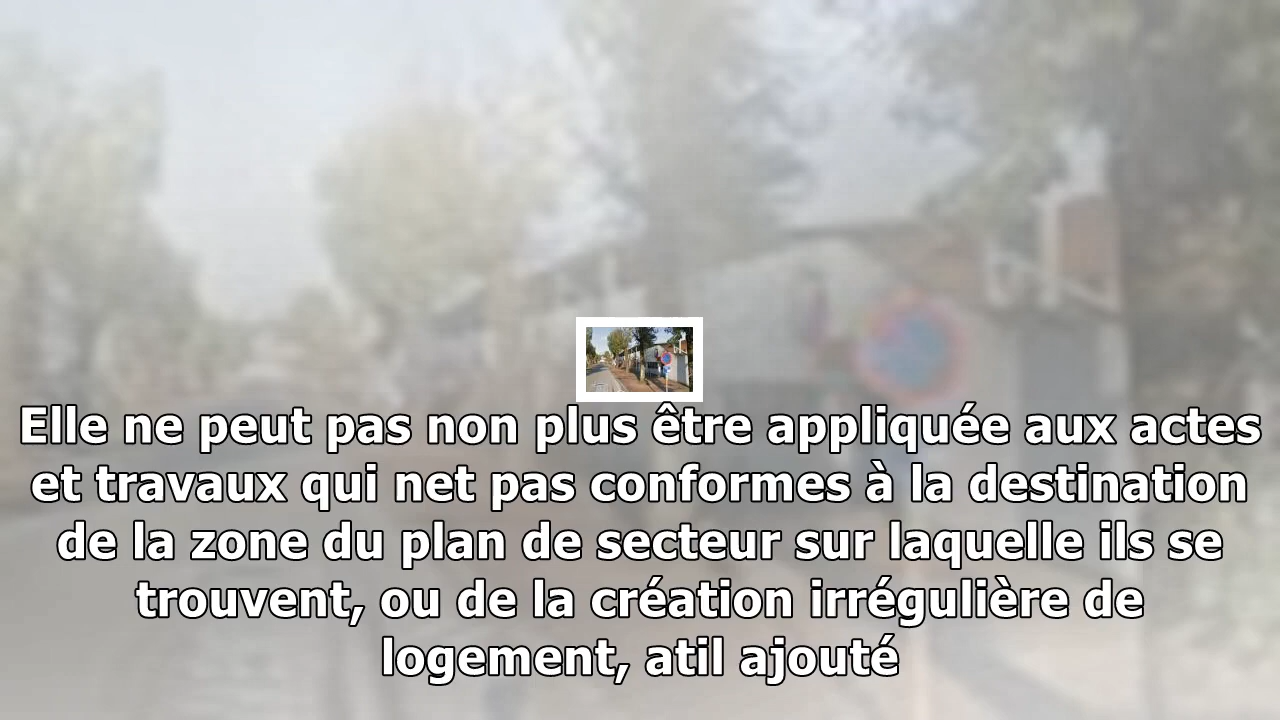 Elle ne peut pas non plus être appliquée aux actes
et travaux qui net pas conformes à la destination
de la zone du plan de secteur sur laquelle ils se
trouvent, ou de la création irrégulière de
logement, atil ajouté